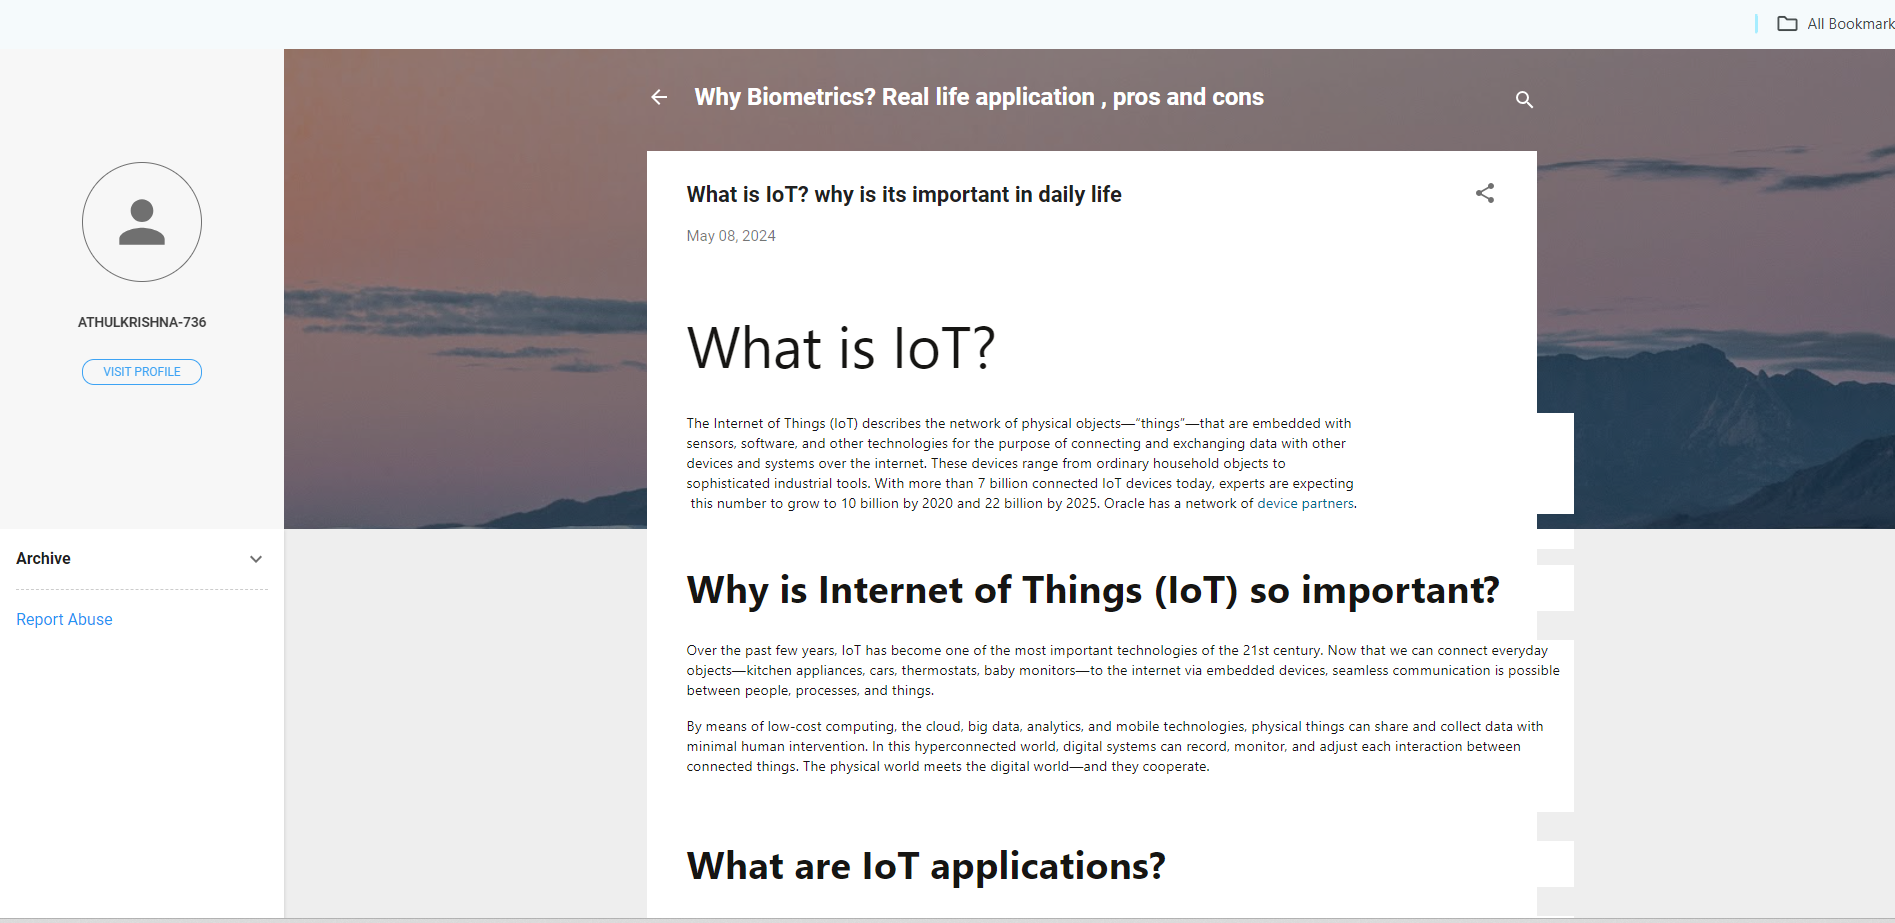 All Bookmark
Why Biometrics? Real life application , pros and cons
ATHULKRISHNA-736
VISIT PROFILE
Archive
Report Abuse
What is IoT? why is its important in daily life
May 08, 2024
What is IoT?
The Internet of Things (IoT) describes the network of physical objects—“things”—that are embedded with
sensors, software, and other technologies for the purpose of connecting and exchanging data with other
devices and systems over the internet. These devices range from ordinary household objects to
sophisticated industrial tools. With more than 7 billion connected IoT devices today, experts are expecting
this number to grow to 10 billion by 2020 and 22 billion by 2025. Oracle has a network of device partners.
Why is Internet of Things (IoT) so important?
Over the past few years, IoT has become one of the most important technologies of the 21st century. Now that we can connect everyday
objects—kitchen appliances, cars, thermostats, baby monitors—to the internet via embedded devices, seamless communication is possible
between people, processes, and things.
By means of low-cost computing, the cloud, big data, analytics, and mobile technologies, physical things can share and collect data with
minimal human intervention. In this hyperconnected world, digital systems can record, monitor, and adjust each interaction between
connected things. The physical world meets the digital world—and they cooperate.
What are IoT applications?